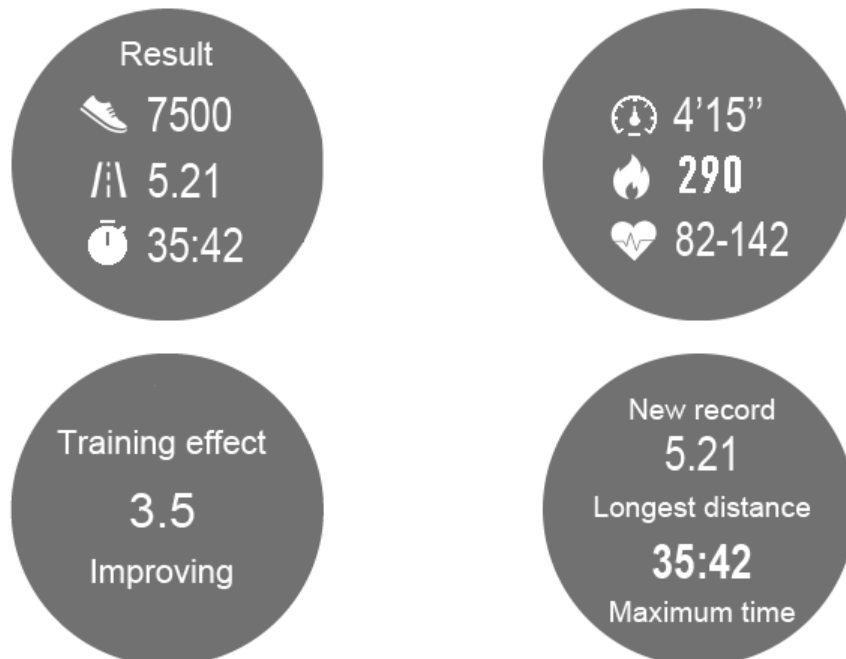 Result
7500
5.21
35:42
4’15’’
290
82-142
Training effect
3.5
Improving
New record
5.21
Longest distance
35:42
Maximum time